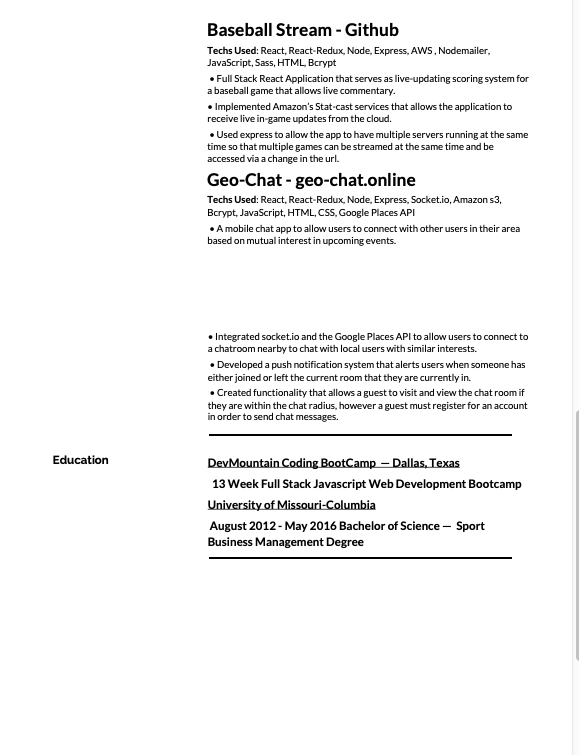 Baseball Stream - Github
Techs Used: React, React-Redux, Node, Express, AWS , Nodemailer,
JavaScript, Sass, HTML, Bcrypt
• Full Stack React Application that serves as live-updating scoring system for
a baseball game that allows live commentary.
• Implemented Amazon's Stat-cast services that allows the application to
receive live in-game updates from the cloud.
• Used express to allow the app to have multiple servers running at the same
time so that multiple games can be streamed at the same time and be
accessed via a change in the url.
Geo-Chat - geo-chat.online
Techs Used: React, React-Redux, Node, Express, Socket.io, Amazon s3,
Bcrypt, JavaScript, HTML, CSS, Google Places API
• A mobile chat app to allow users to connect with other users in their area
based on mutual interest in upcoming events.
• Integrated socket.io and the Google Places API to allow users to connect to
a chatroom nearby to chat with local users with similar interests.
• Developed a push notification system that alerts users when someone has
either joined or left the current room that they are currently in.
• Created functionality that allows a guest to visit and view the chat room if
they are within the chat radius, however a guest must register for an account
in order to send chat messages.
Education
DevMountain Coding BootCamp — Dallas, Texas
13 Week Full Stack Javascript Web Development Bootcamp
University of Missouri-Columbia
August 2012 - May 2016 Bachelor of Science — Sport
Business Management Degree